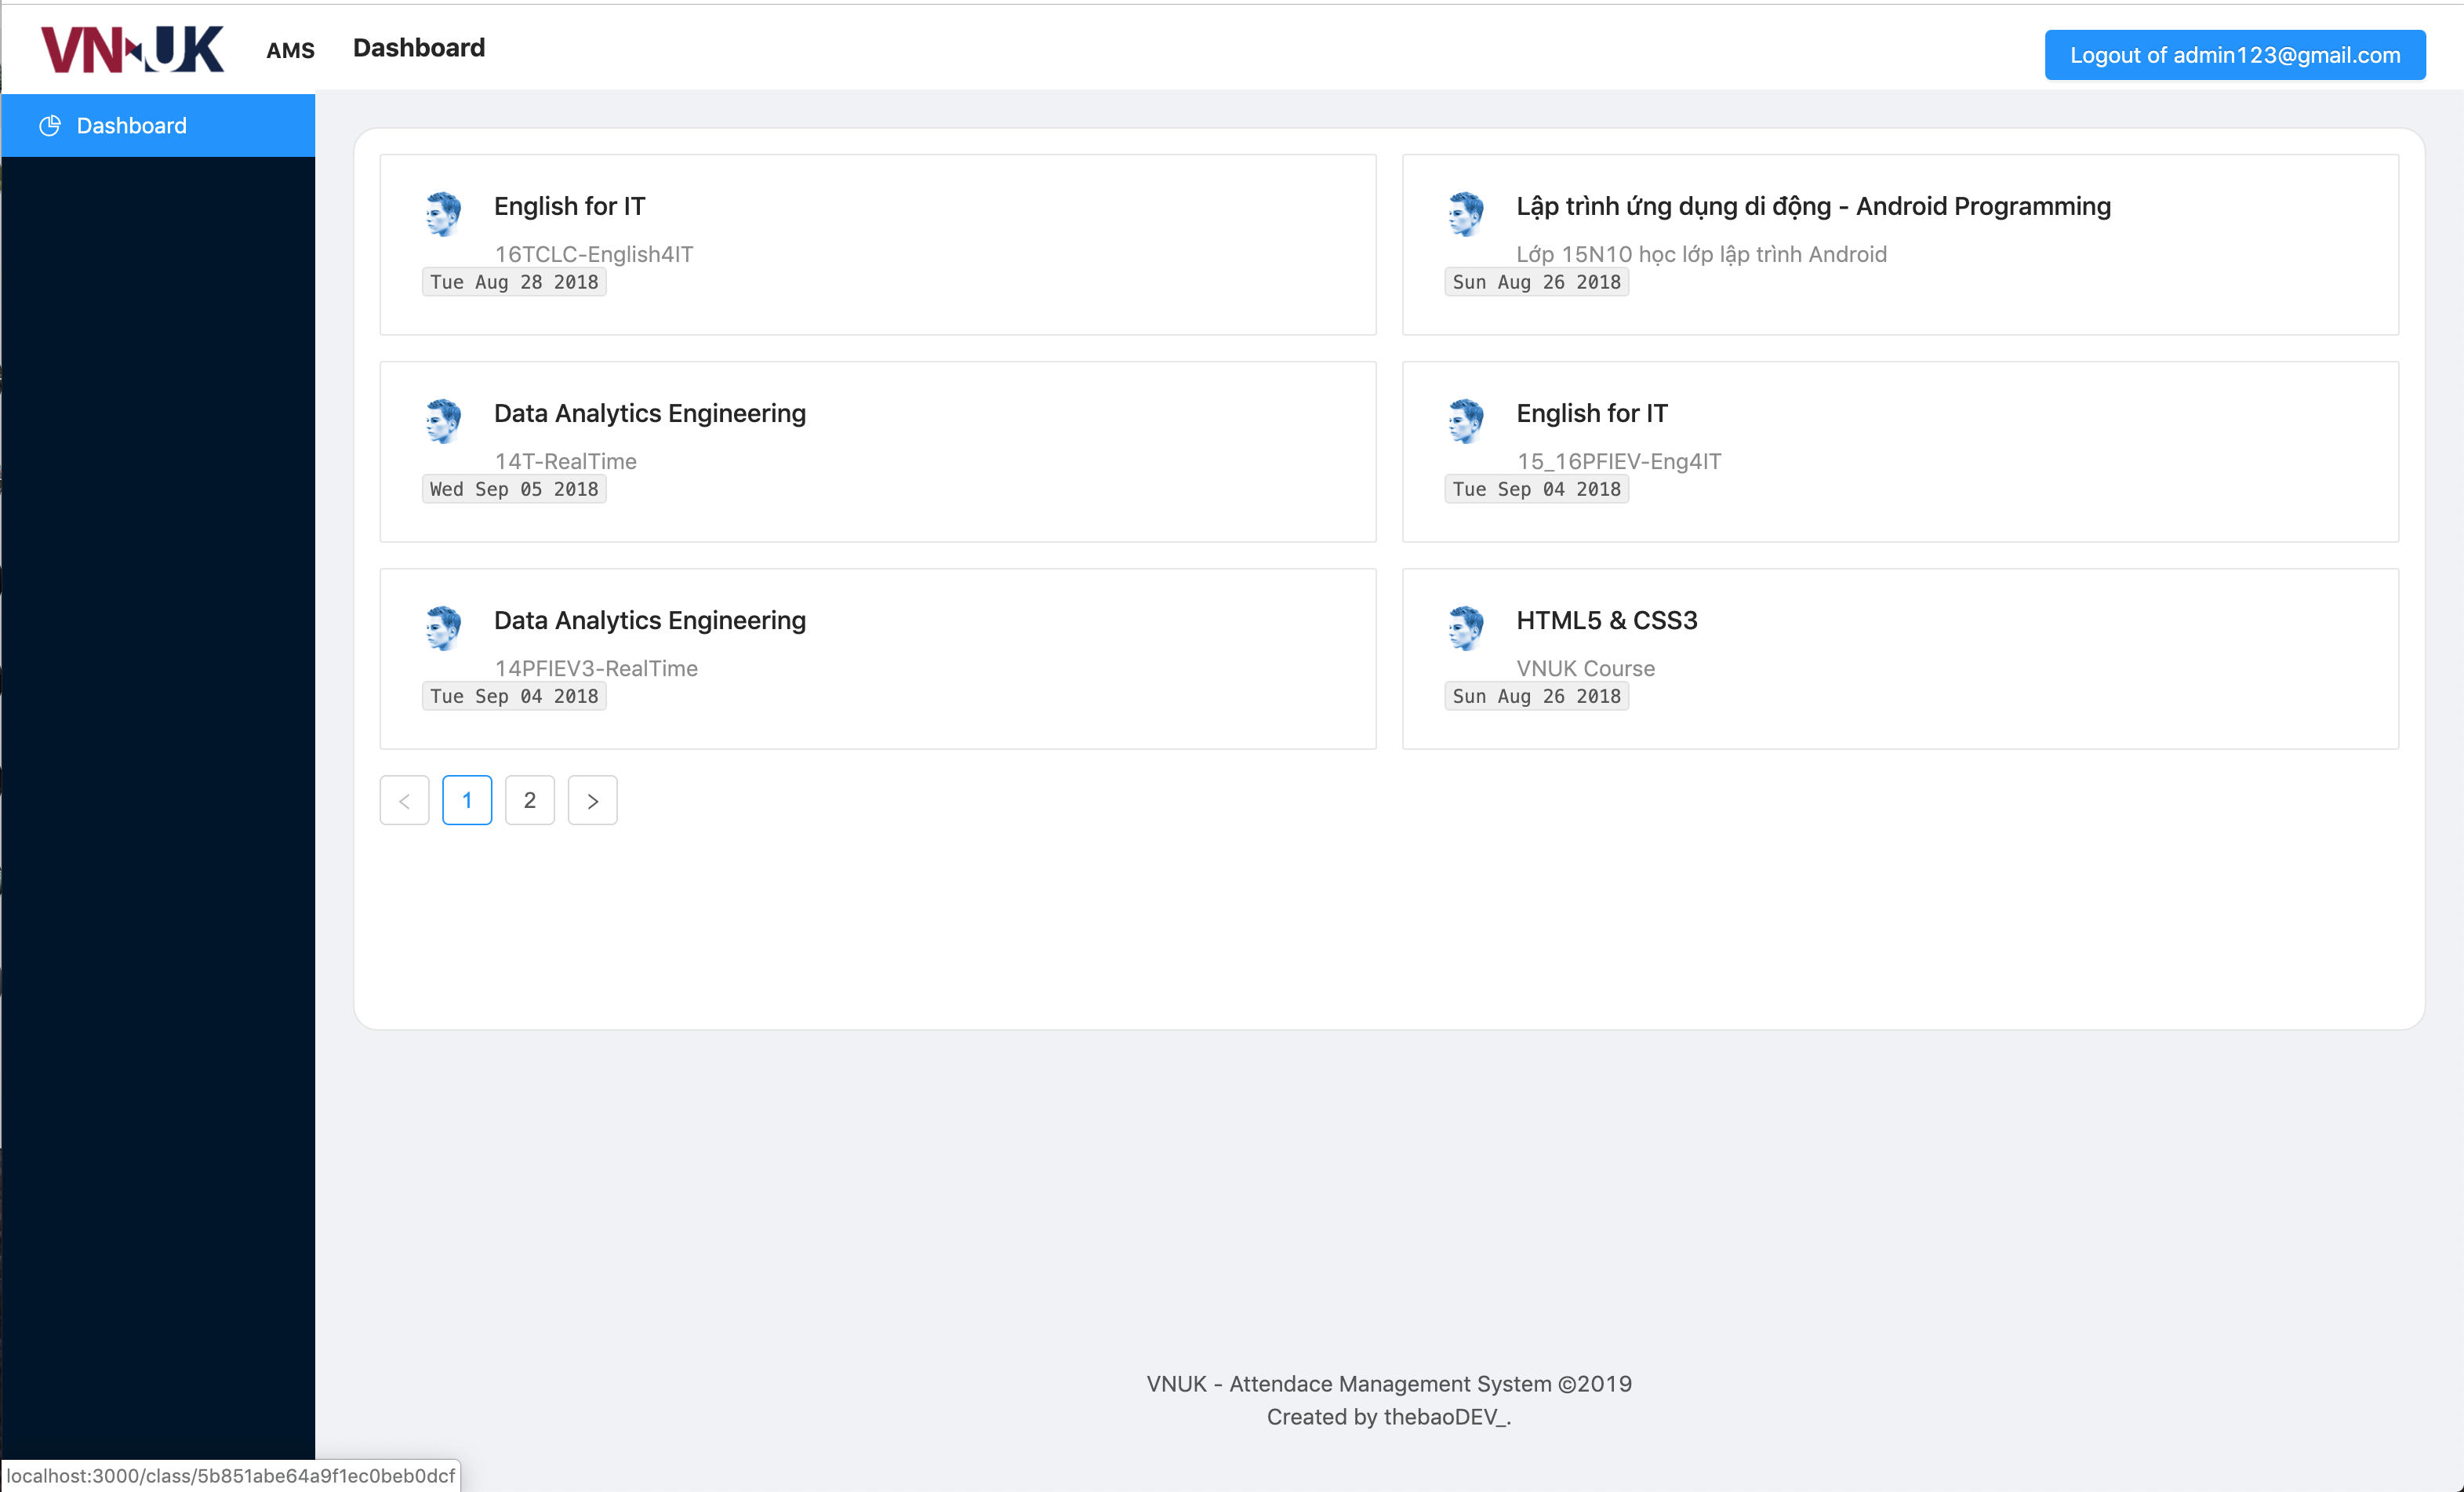 VN UK AMS
Dashboard
Logout of admin123@gmail.com
Dashboard
English for IT
16TCLC-English4IT
Tue Aug 28 2018
Lập trình ứng dụng di động - Android Programming
Lớp 15N10 học lớp lập trình Android
Sun Aug 26 2018
Data Analytics Engineering
14T-RealTime
Wed Sep 05 2018
English for IT
15_16PFIEV-Eng4IT
Tue Sep 04 2018
Data Analytics Engineering
14PFIEV3-RealTime
Tue Sep 04 2018
HTML5 & CSS3
VNUK Course
Sun Aug 26 2018
< 1 2 >
VNUK - Attendace Management System ©2019
Created by thebaoDEV_.
localhost:3000/class/5b851abe64a9f1ec0beb0dcf